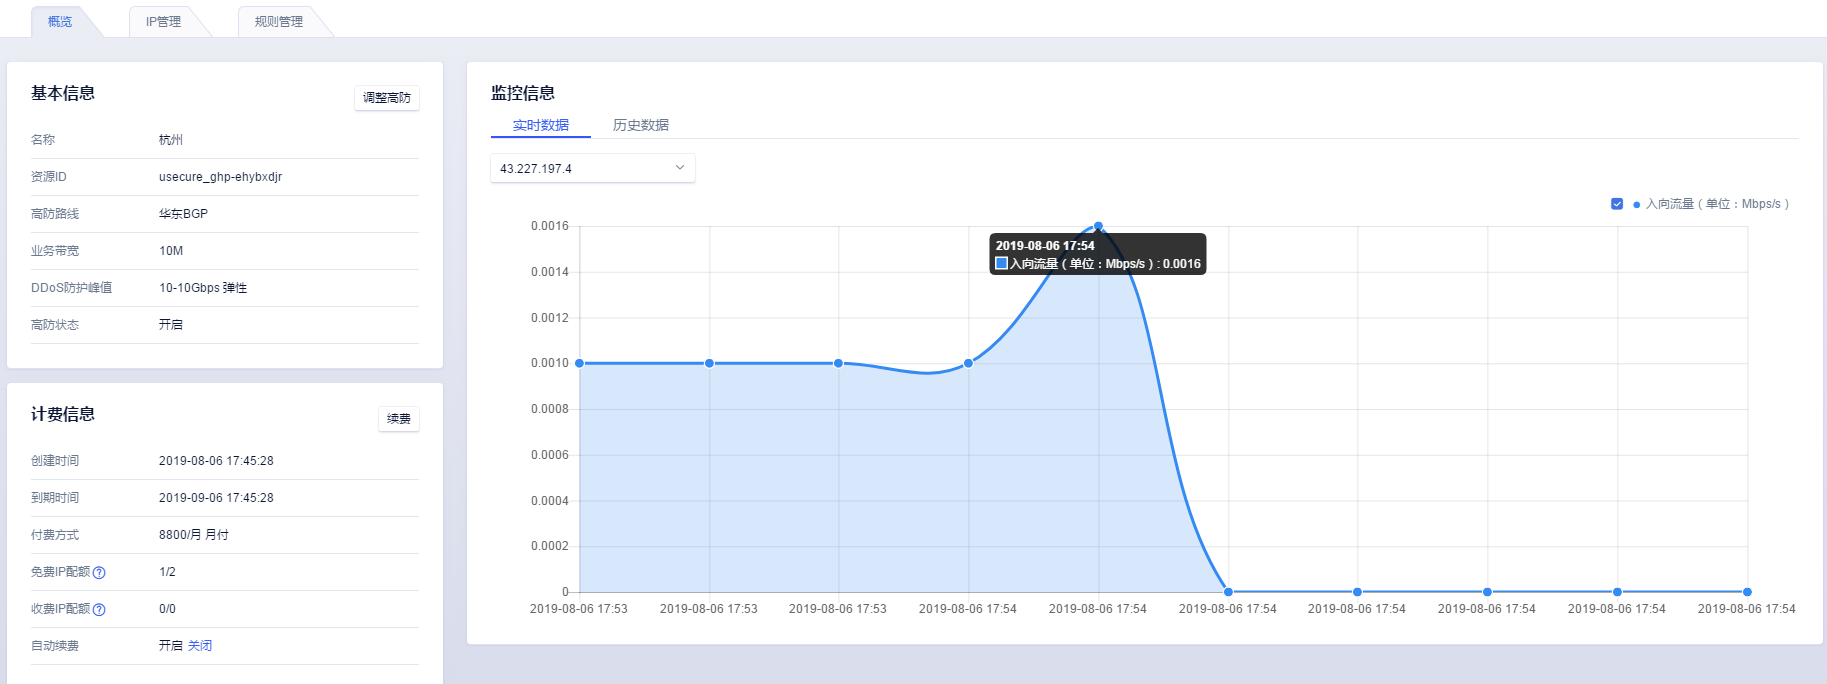 概览
IP管理
规则管理
基本信息
调整高防
名称 杭州
资源ID usecure_ghp-ehybxdjr
高防路线 华东BGP
业务带宽 10M
DDoS防护峰值 10-10Gbps 弹性
高防状态 开启
计费信息
续费
创建时间 2019-08-06 17:45:28
到期时间 2019-09-06 17:45:28
付费方式 8800/月 月付
免费IP配额 ? 1/2
收费IP配额 ? 0/0
自动续费 开启 关闭
监控信息
实时数据 历史数据
43.227.197.4
入向流量（单位：Mbps/s）
0.0016
0.0014
0.0012
0.0010
0.0008
0.0006
0.0004
0.0002
0
2019-08-06 17:54
入向流量（单位：Mbps/s）: 0.0016
2019-08-06 17:53 2019-08-06 17:53 2019-08-06 17:53 2019-08-06 17:54 2019-08-06 17:54 2019-08-06 17:54 2019-08-06 17:54 2019-08-06 17:54 2019-08-06 17:54 2019-08-06 17:54